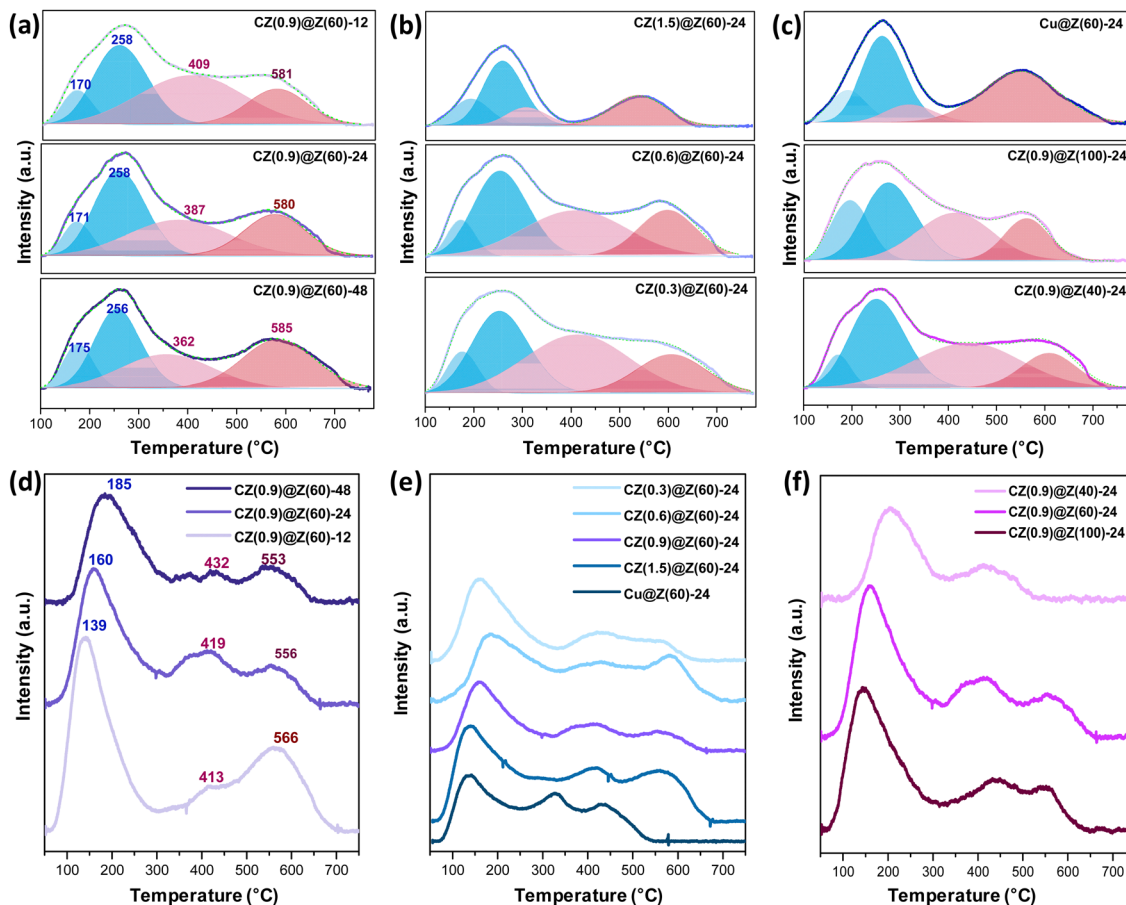 (a)
CZ(0.9)@Z(60)-12
170
258
409
581
CZ(0.9)@Z(60)-24
171
258
387
580
CZ(0.9)@Z(60)-48
175
256
362
585
Intensity (a.u.)
100 200 300 400 500 600 700
Temperature (°C)
(b)
CZ(1.5)@Z(60)-24
CZ(0.6)@Z(60)-24
CZ(0.3)@Z(60)-24
Intensity (a.u.)
100 200 300 400 500 600 700
Temperature (°C)
(c)
Cu@Z(60)-24
CZ(0.9)@Z(100)-24
CZ(0.9)@Z(40)-24
Intensity (a.u.)
100 200 300 400 500 600 700
Temperature (°C)
(d)
CZ(0.9)@Z(60)-48
CZ(0.9)@Z(60)-24
CZ(0.9)@Z(60)-12
185
432
553
160
419
556
139
413
566
Intensity (a.u.)
100 200 300 400 500 600 700
Temperature (°C)
(e)
CZ(0.3)@Z(60)-24
CZ(0.6)@Z(60)-24
CZ(0.9)@Z(60)-24
CZ(1.5)@Z(60)-24
Cu@Z(60)-24
Intensity (a.u.)
100 200 300 400 500 600 700
Temperature (°C)
(f)
CZ(0.9)@Z(40)-24
CZ(0.9)@Z(60)-24
CZ(0.9)@Z(100)-24
Intensity (a.u.)
100 200 300 400 500 600 700
Temperature (°C)